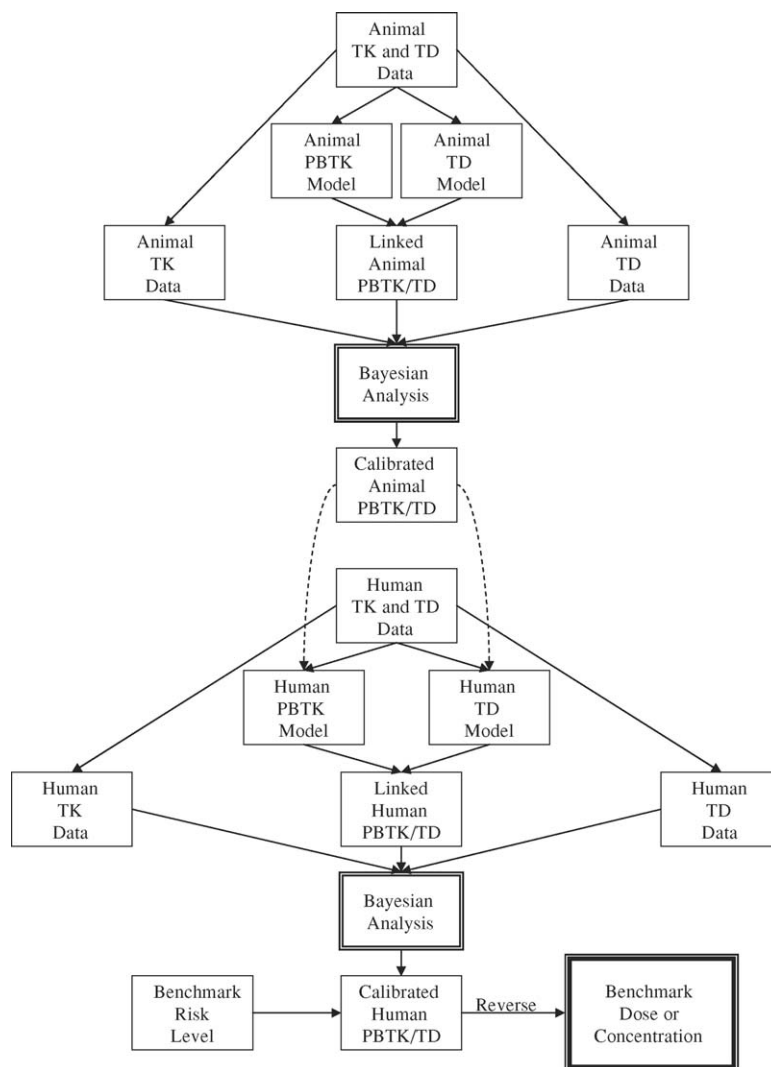 Animal
TK and TD
Data
Animal
PBTK
Model
Animal
TD
Model
Animal
TK
Data
Linked
Animal
PBTK/TD
Animal
TD
Data
Bayesian
Analysis
Calibrated
Animal
PBTK/TD
Human
TK and TD
Data
Human
PBTK
Model
Human
TD
Model
Human
TK
Data
Linked
Human
PBTK/TD
Human
TD
Data
Bayesian
Analysis
Benchmark
Risk
Level
Calibrated
Human
PBTK/TD
Reverse
Benchmark
Dose or
Concentration